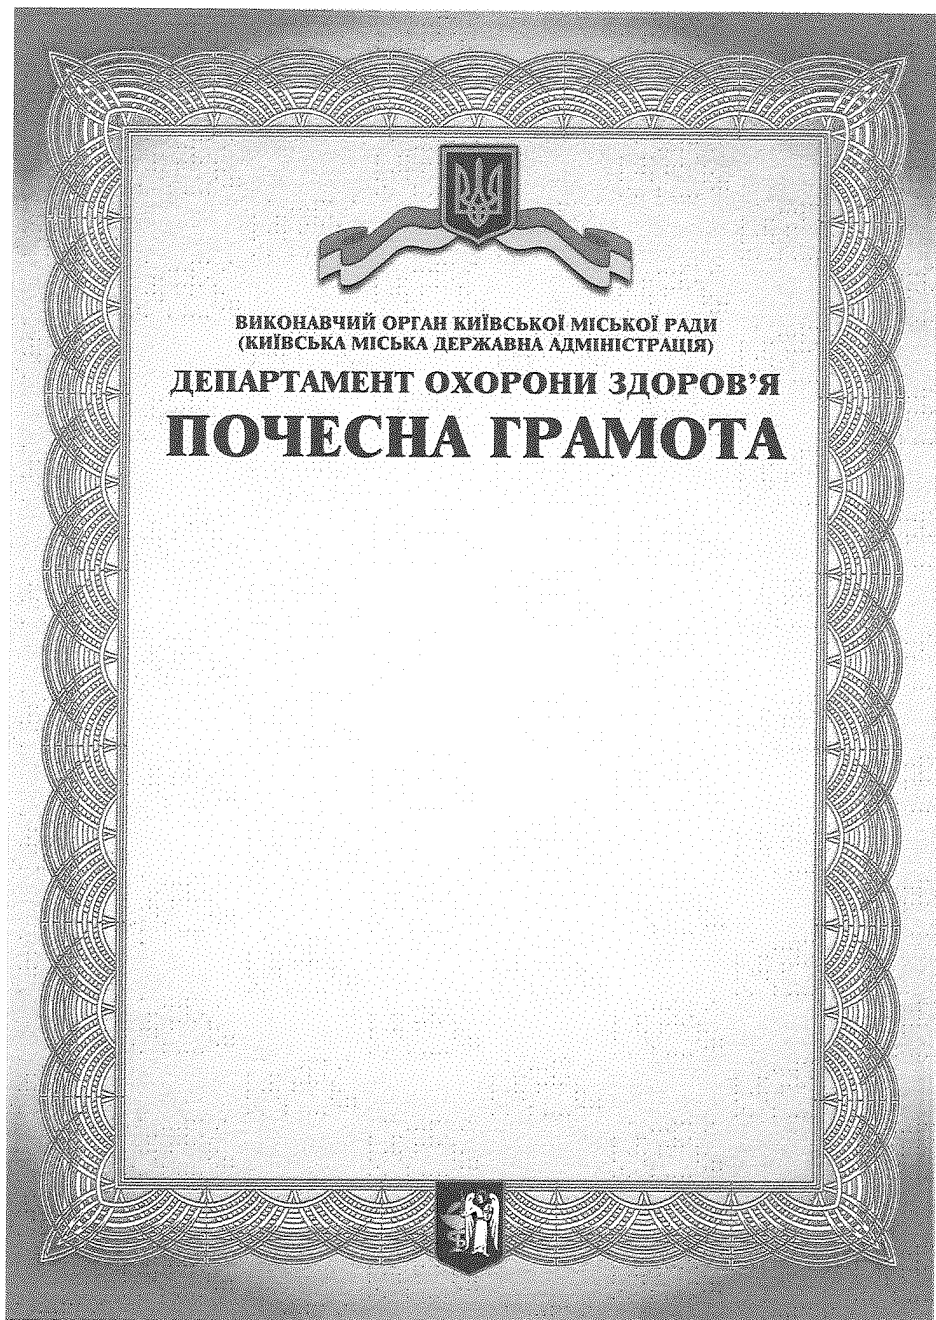 ВИКОНАВЧИЙ ОРГАН КИЇВСЬКОЇ МІСЬКОЇ РАДИ
(КИЇВСЬКА МІСЬКА ДЕРЖАВНА АДМІНІСТРАЦІЯ)
ДЕПАРТАМЕНТ ОХОРОНИ ЗДОРОВ’Я
ПОЧЕСНА ГРАМОТА